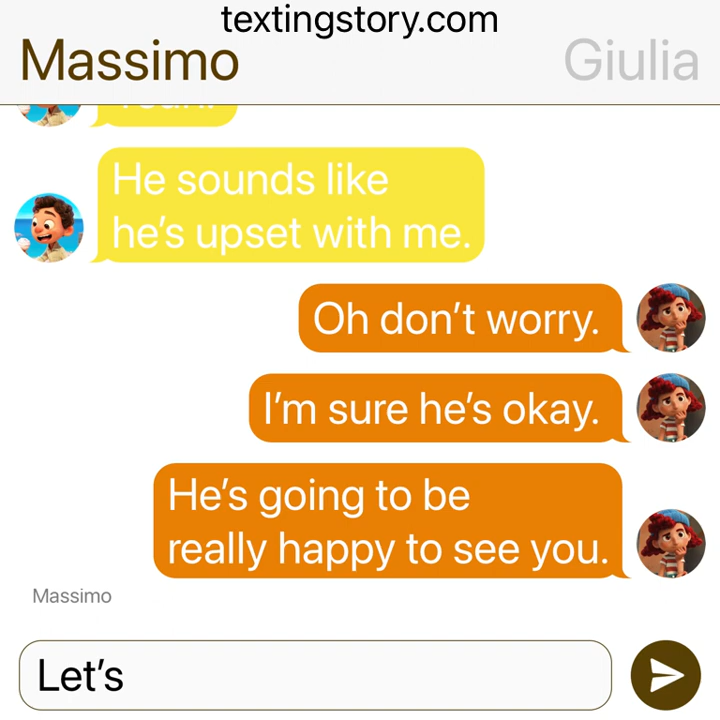 textingstory.com
Massimo
Giulia
He sounds like
he’s upset with me.
Oh don’t worry.
I’m sure he’s okay.
He’s going to be
really happy to see you.
Massimo
Let’s